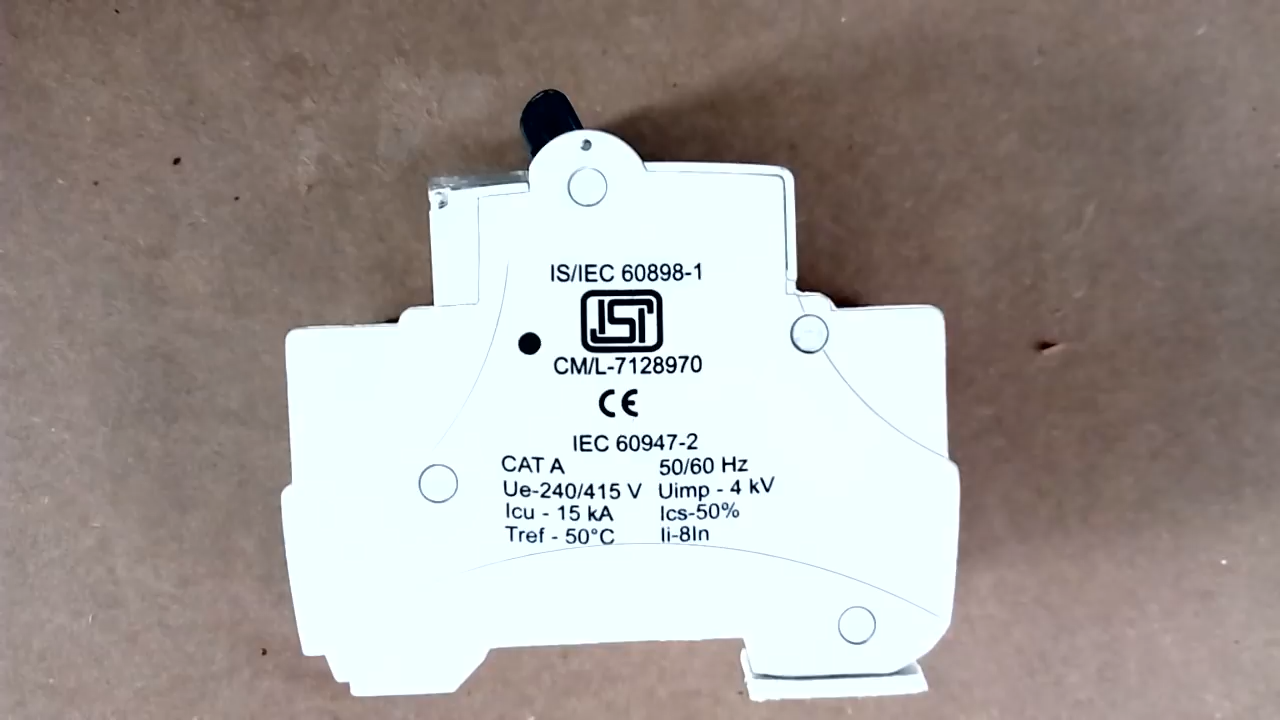 IS/IEC 60898-1
ISI
CM/L-7128970
CE
IEC 60947-2
CAT A 50/60 Hz
Ue-240/415 V Uimp - 4 kV
Icu - 15 kA Ics-50%
Tref - 50°C Ii-8In